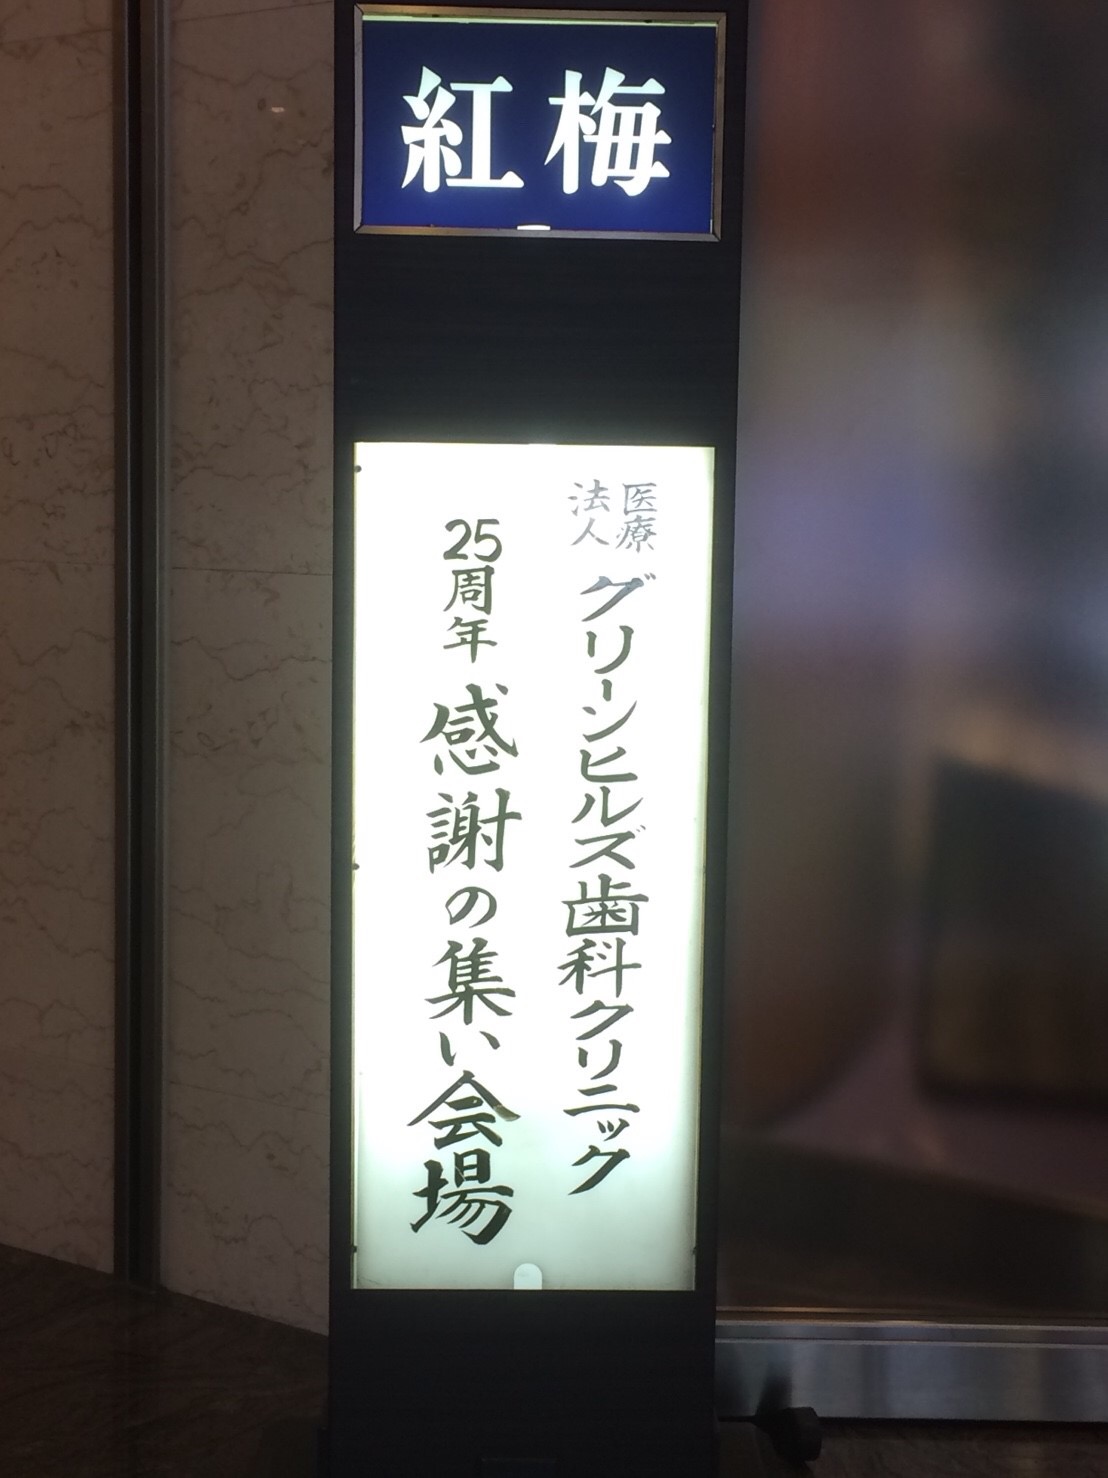 紅梅
医療法人 グリーンヒルズ歯科クリニック
25周年 感謝の集い会場